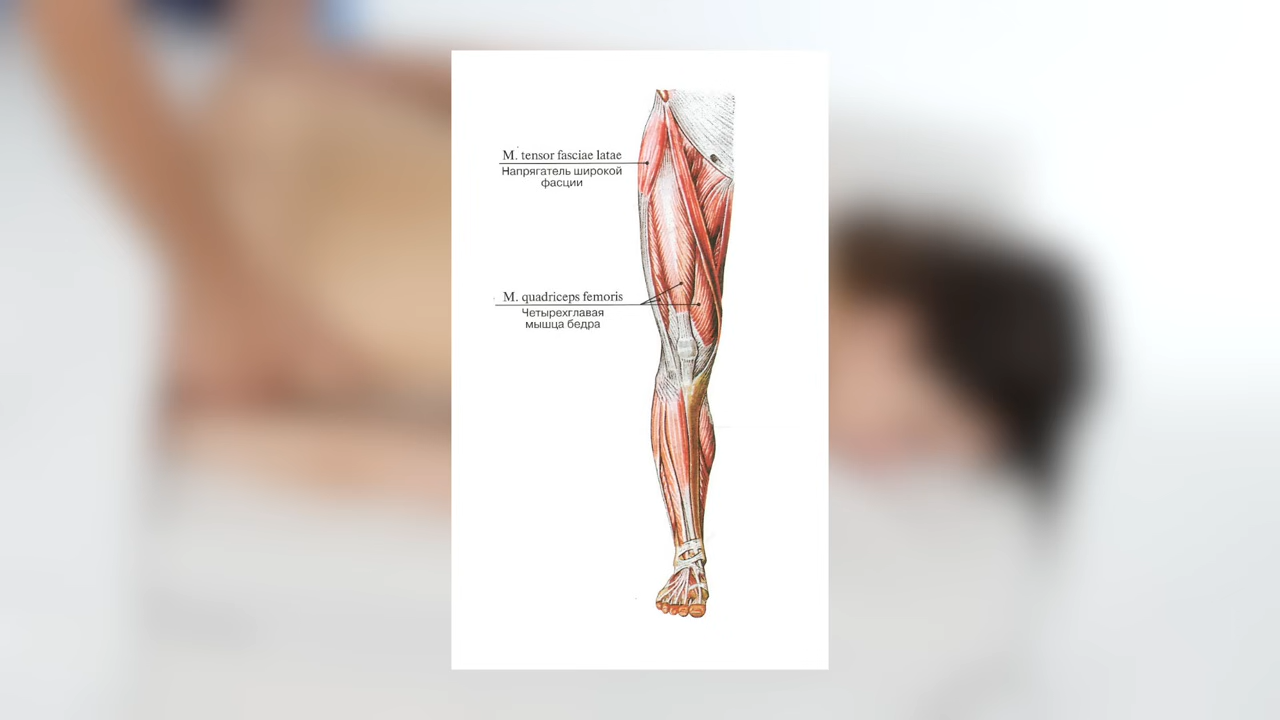 M. tensor fasciae latae
Напрягатель широкой
фасции
M. quadriceps femoris
Четырехглавая
мышца бедра